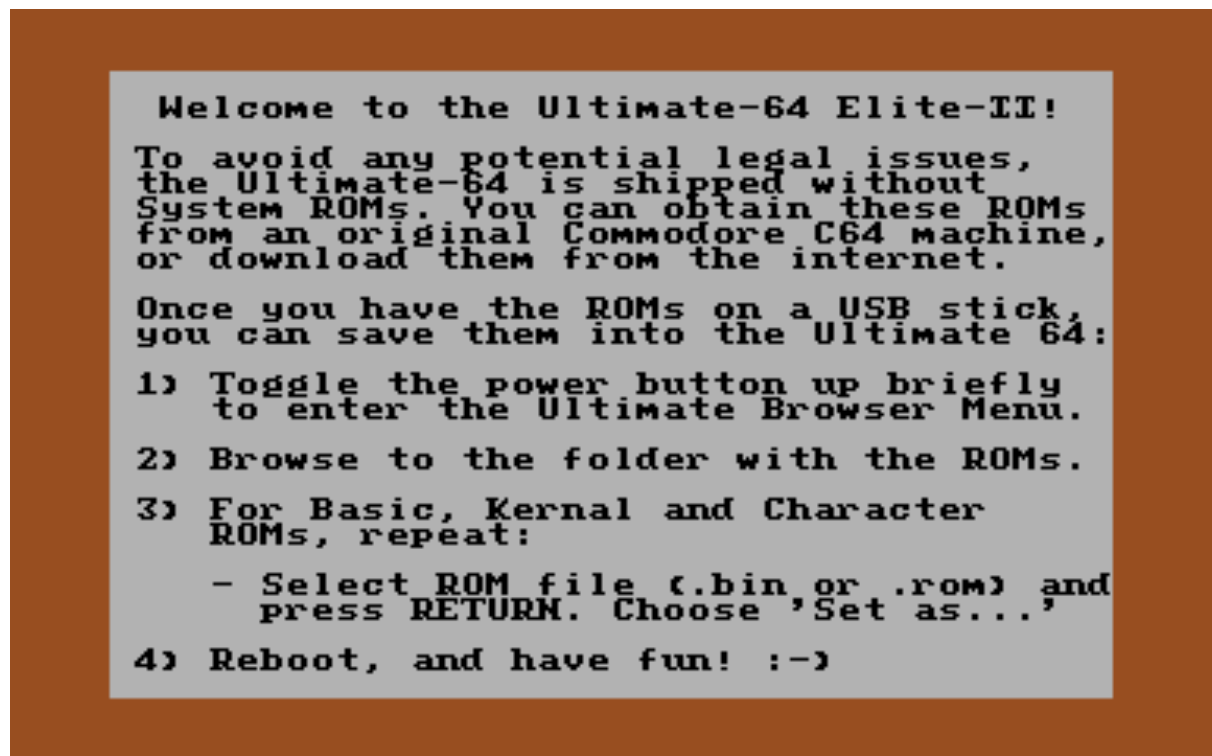 Welcome to the Ultimate-64 Elite-II!
To avoid any potential legal issues,
the Ultimate-64 is shipped without
System ROMs. You can obtain these ROMs
from an original Commodore C64 machine,
or download them from the internet.
Once you have the ROMs on a USB stick,
you can save them into the Ultimate 64:
1) Toggle the power button up briefly
to enter the Ultimate Browser Menu.
2) Browse to the folder with the ROMs.
3) For Basic, Kernal and Character
ROMs, repeat:
- Select ROM file (.bin or .rom) and
press RETURN. Choose 'Set as...'
4) Reboot, and have fun! :-)